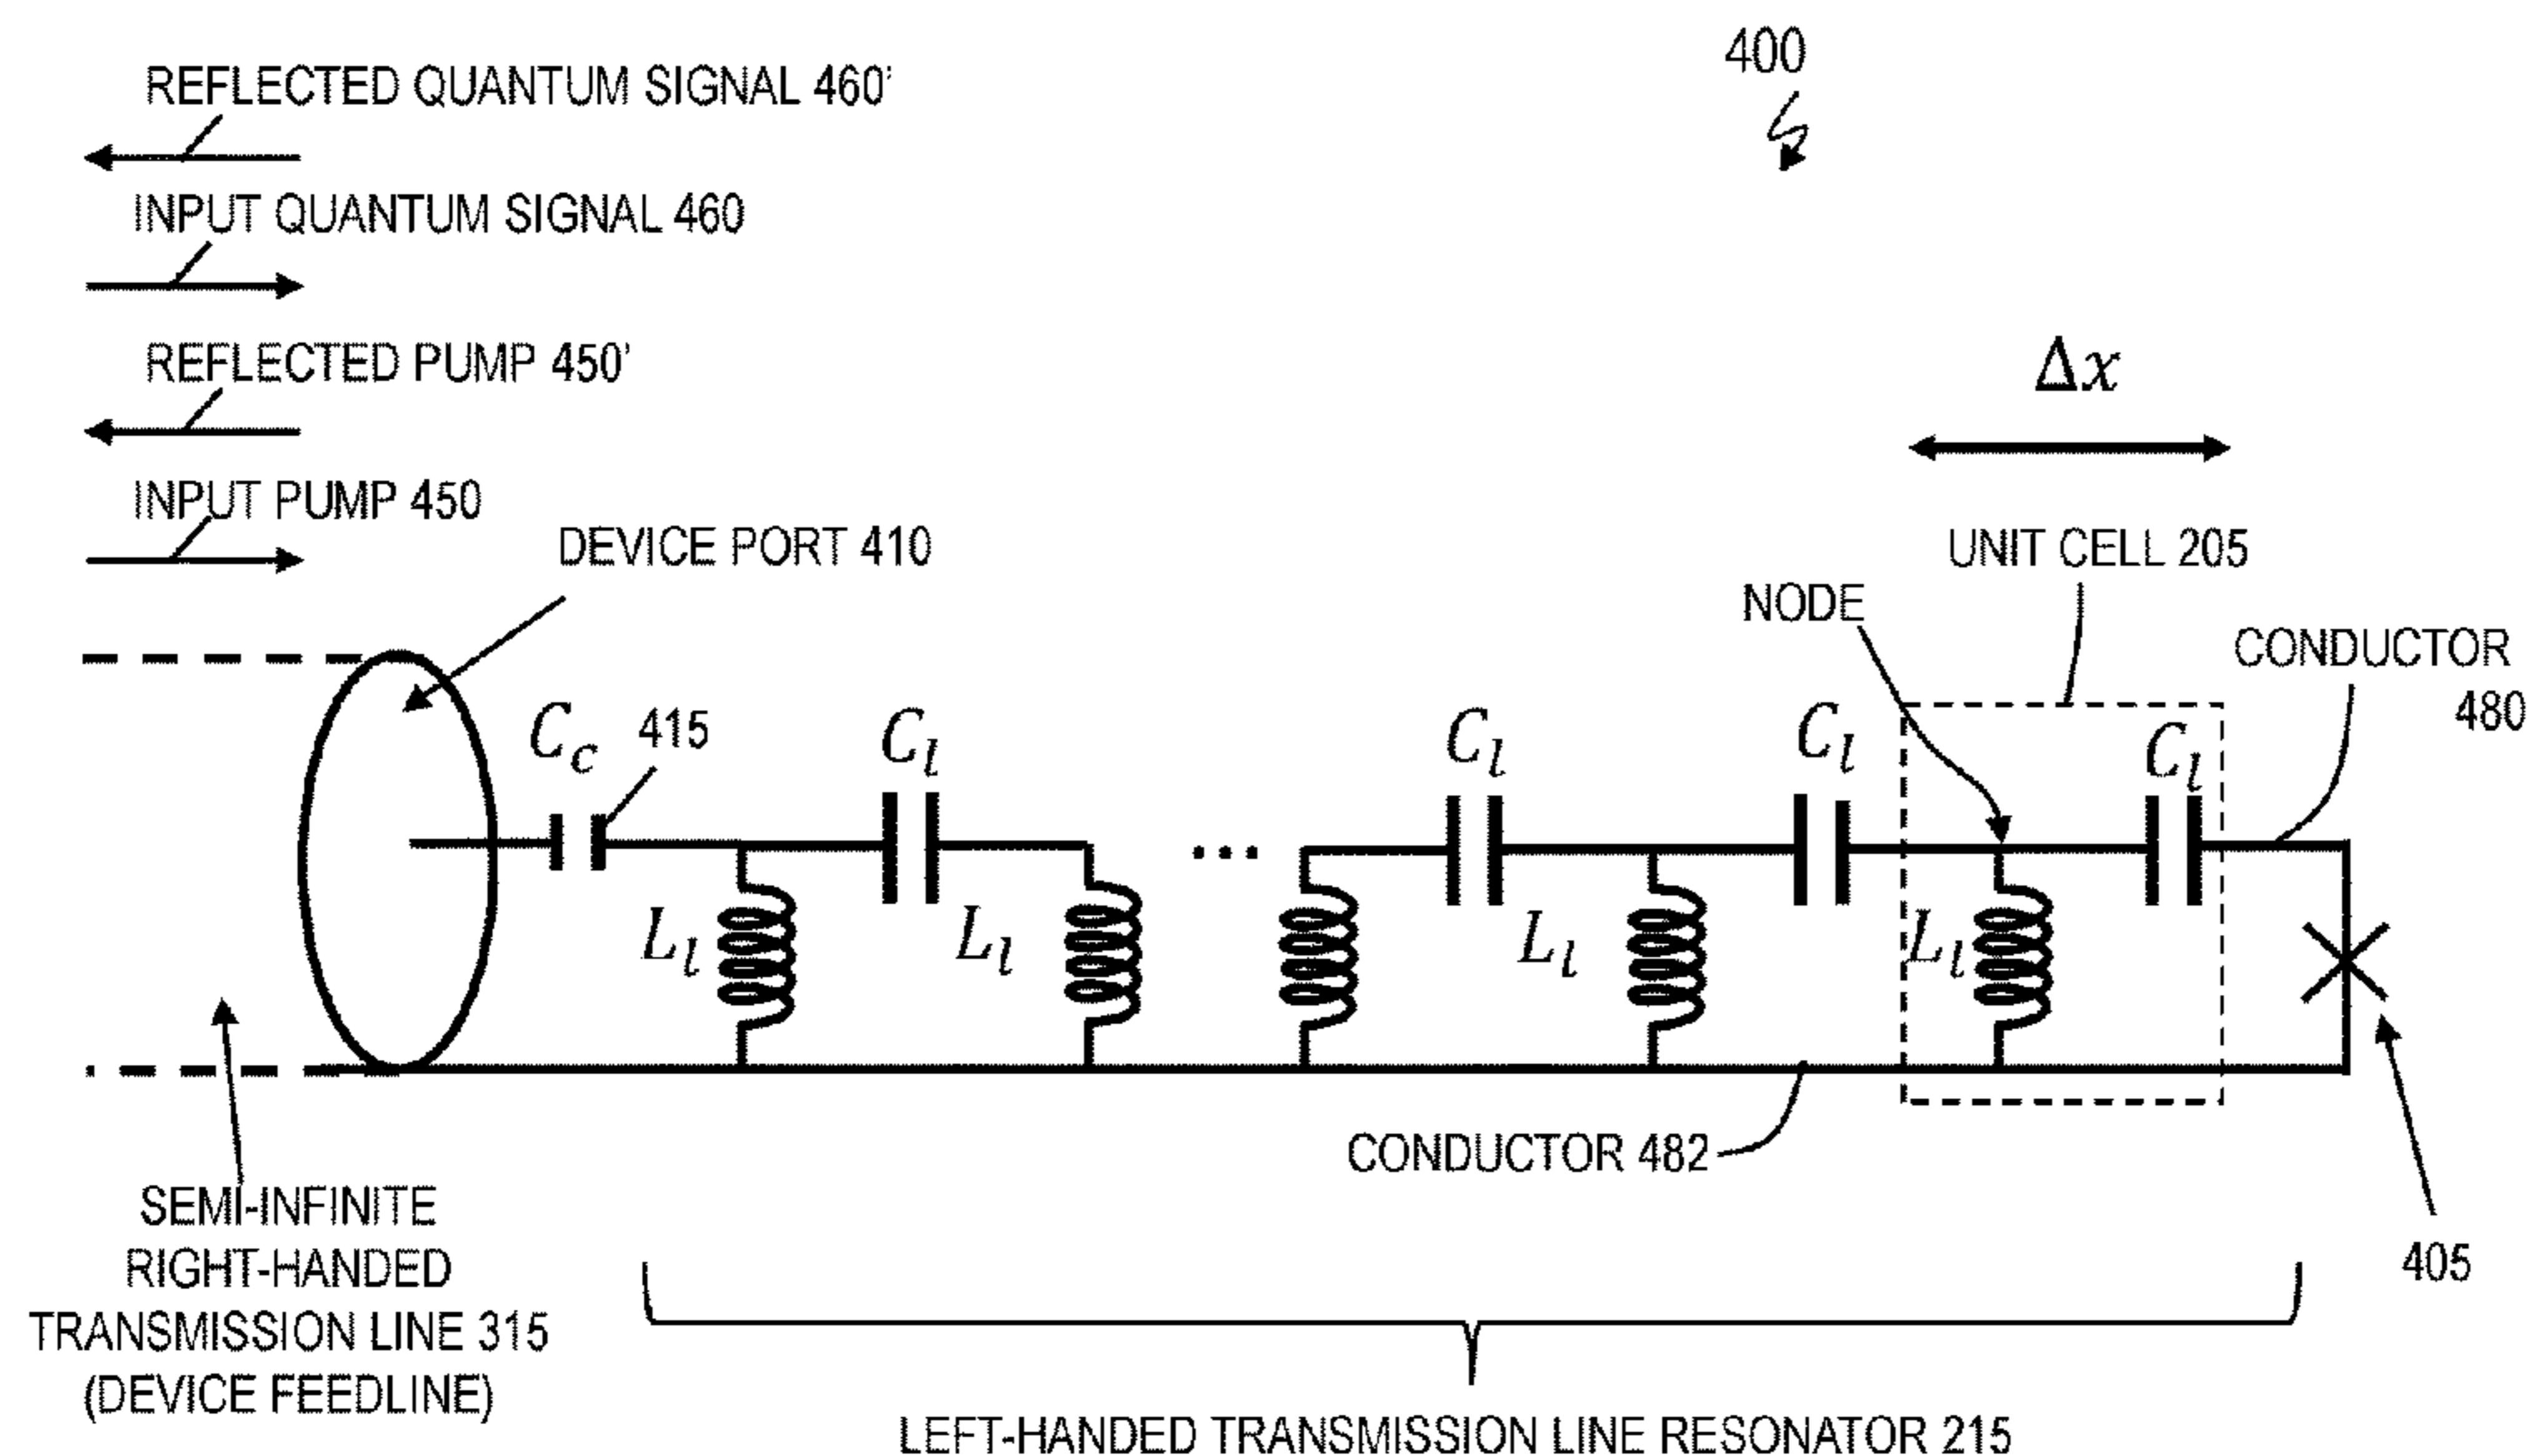 400
REFLECTED QUANTUM SIGNAL 460'
INPUT QUANTUM SIGNAL 460
REFLECTED PUMP 450'
INPUT PUMP 450
DEVICE PORT 410
Δx
UNIT CELL 205
NODE
CONDUCTOR
480
C_c
415
C_l
C_l
C_l
C_l
L_l
L_l
L_l
L_l
...
CONDUCTOR 482
405
SEMI-INFINITE
RIGHT-HANDED
TRANSMISSION LINE 315
(DEVICE FEEDLINE)
LEFT-HANDED TRANSMISSION LINE RESONATOR 215